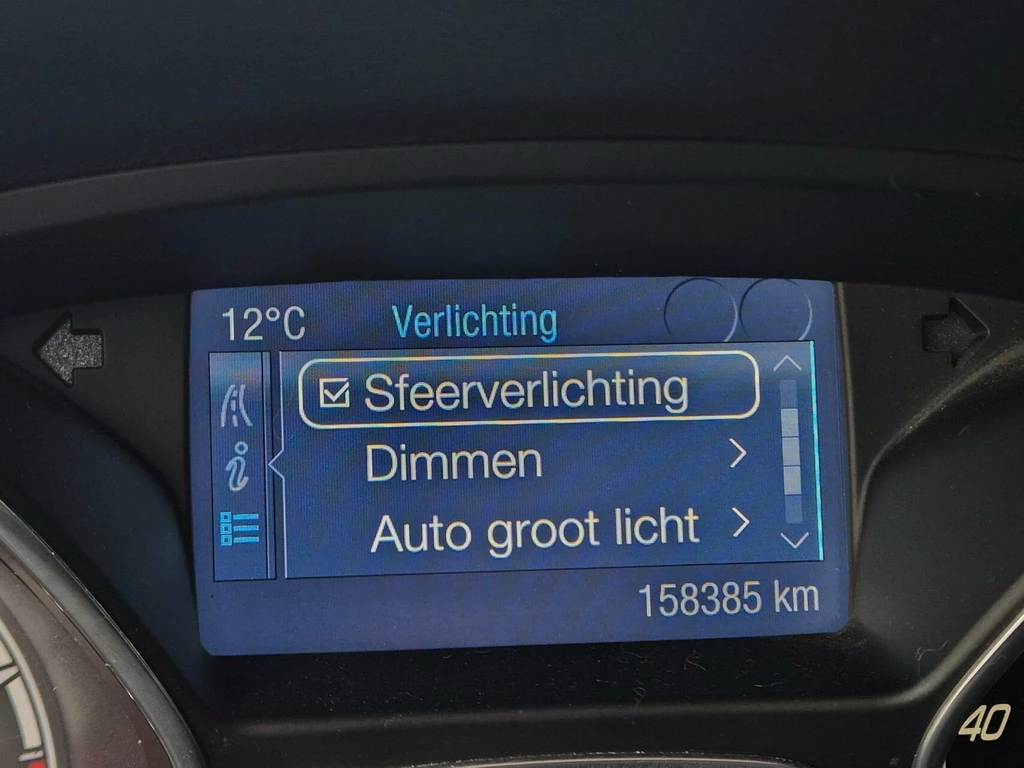 12°C Verlichting
Sfeerverlichting
Dimmen
Auto groot licht
158385 km
40